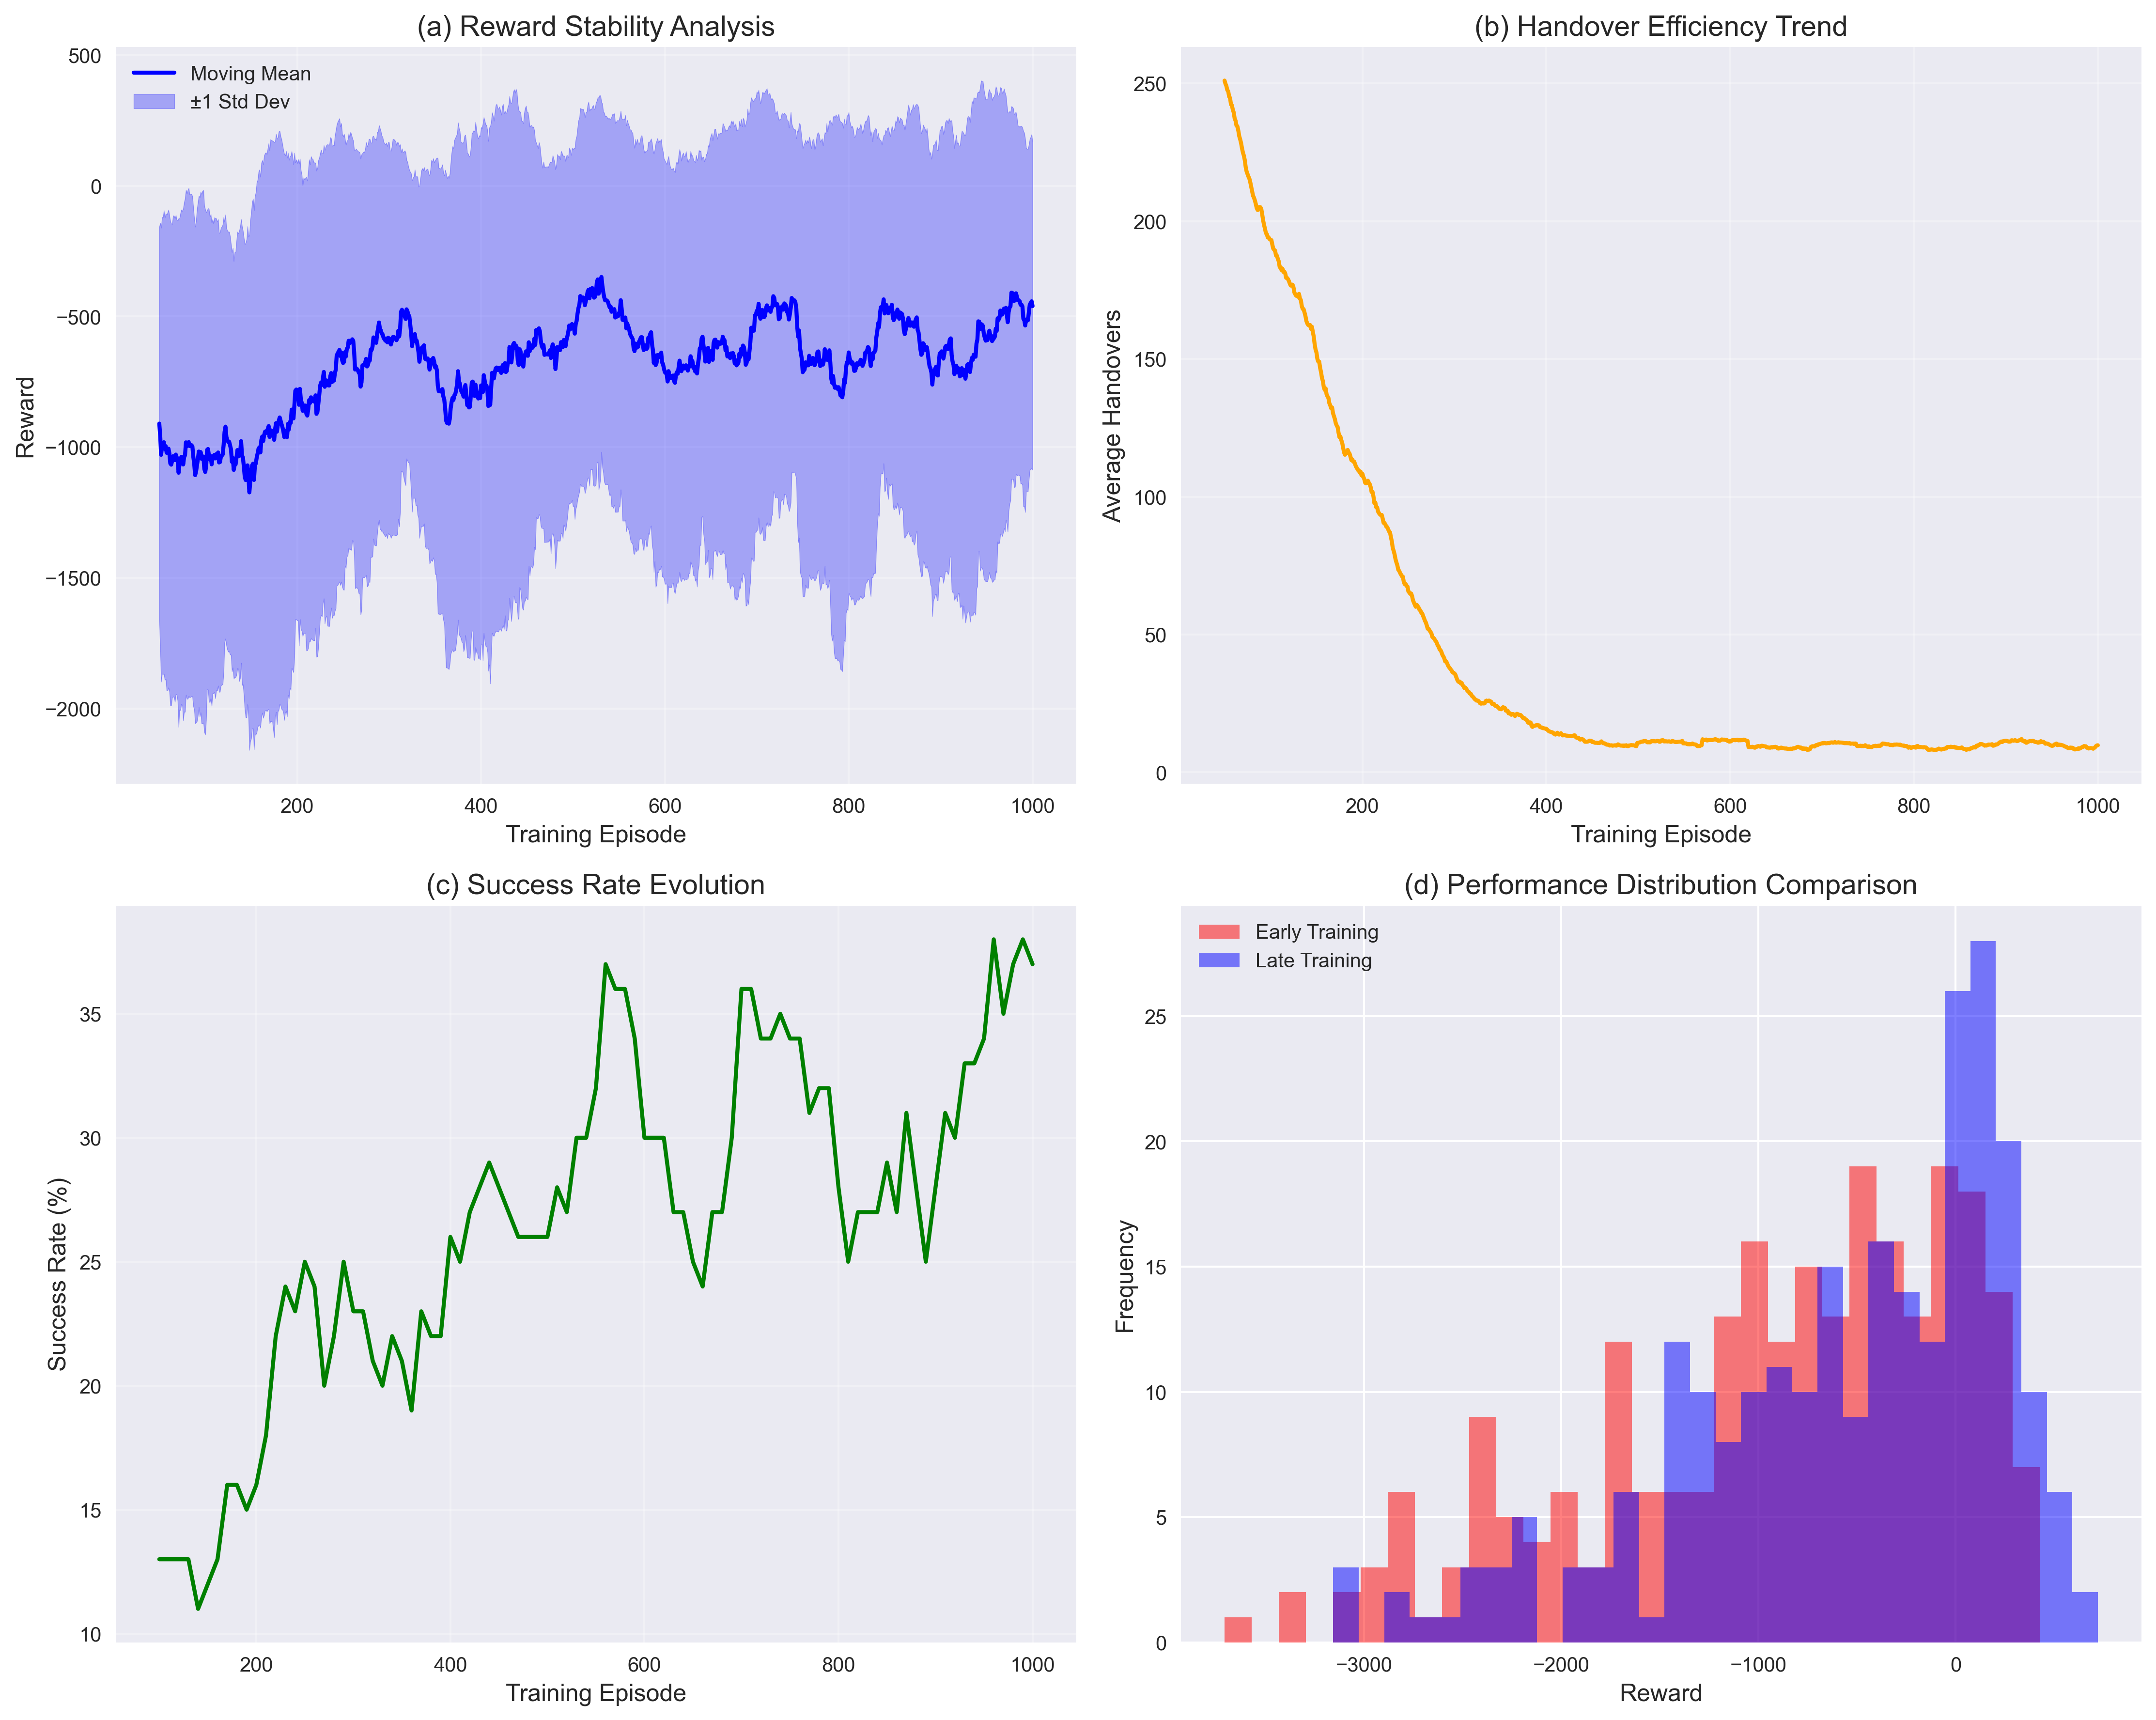 (a) Reward Stability Analysis
Moving Mean
±1 Std Dev
500
0
−500
−1000
−1500
−2000
Reward
200
400
600
800
1000
Training Episode
(b) Handover Efficiency Trend
250
200
150
100
50
0
Average Handovers
200
400
600
800
1000
Training Episode
(c) Success Rate Evolution
35
30
25
20
15
10
Success Rate (%)
200
400
600
800
1000
Training Episode
(d) Performance Distribution Comparison
Early Training
Late Training
25
20
15
10
5
0
Frequency
−3000
−2000
−1000
0
Reward